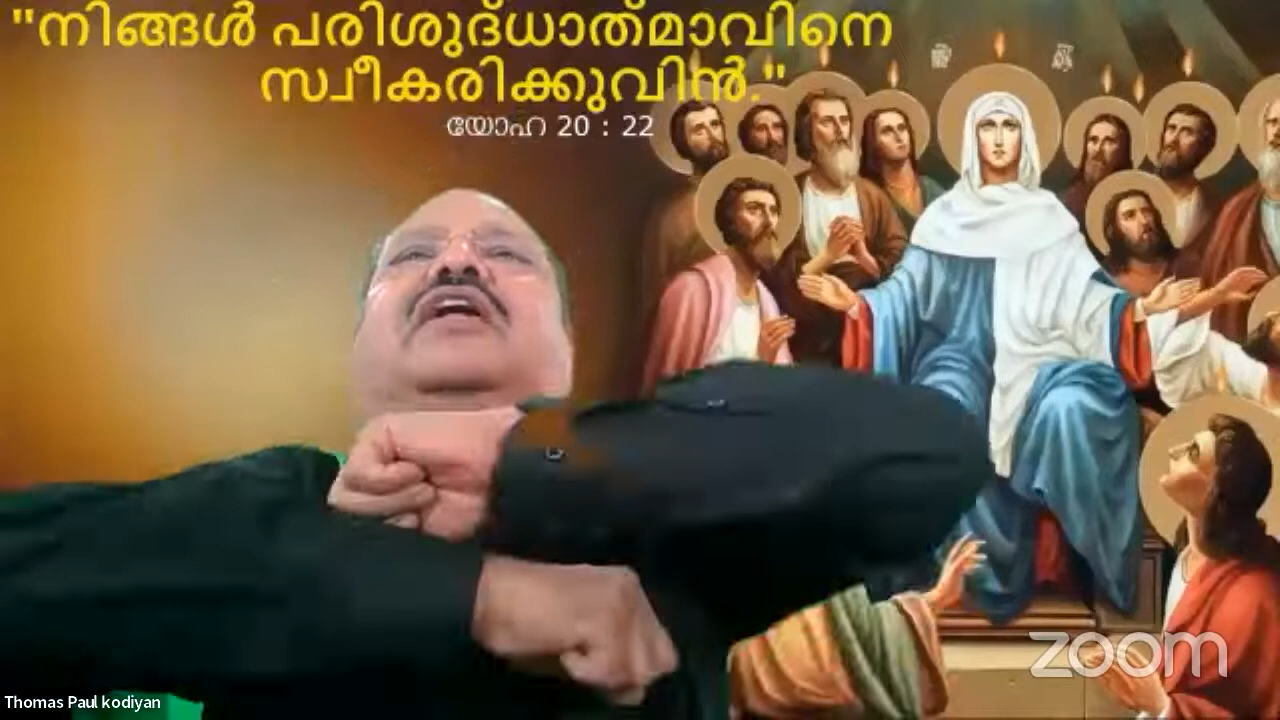 "നിങ്ങൾ പരിശുദ്ധാത്മാവിനെ
സ്വീകരിക്കുവിൻ."
യോഹ 20 : 22
zoom
Thomas Paul kodiyan